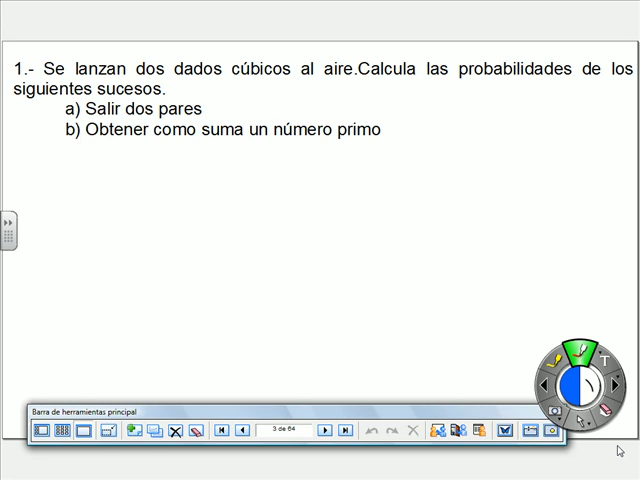 1.- Se lanzan dos dados cúbicos al aire.Calcula las probabilidades de los
siguientes sucesos.
a) Salir dos pares
b) Obtener como suma un número primo
T
Barra de herramientas principal
3 de 64